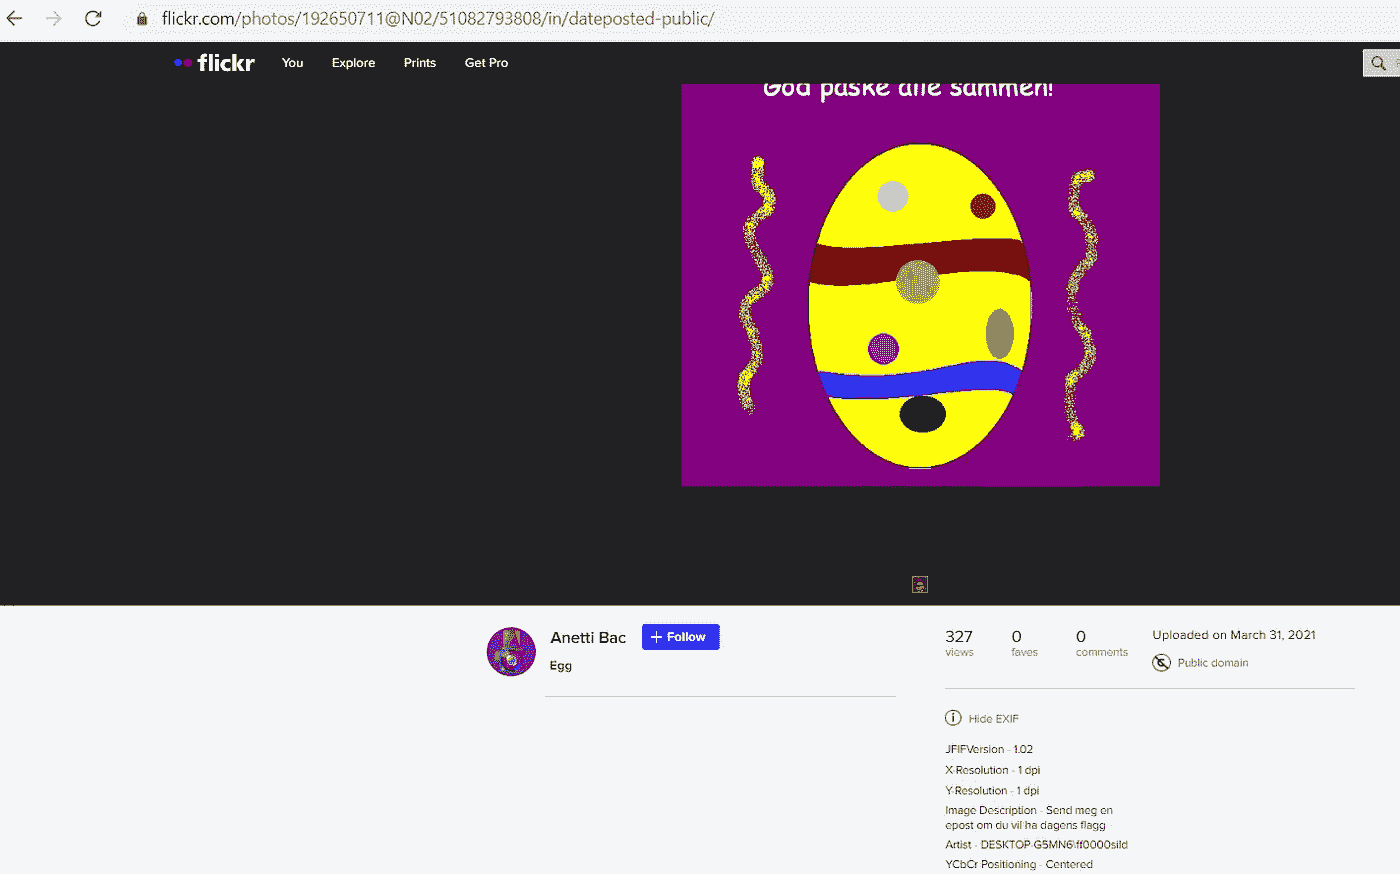 flickr.com/photos/192650711@N02/51082793808/in/dateposted-public/
flickr You Explore Prints Get Pro
God påske alle sammen!
Anetti Bac + Follow
Egg
327 0 0
views faves comments
Uploaded on March 31, 2021
Public domain
Hide EXIF
JFIFVersion - 1.02
X-Resolution - 1 dpi
Y-Resolution - 1 dpi
Image Description - Send meg en
epost om du vil ha dagens flagg
Artist - DESKTOP-G5MN6\ff0000sild
YCbCr Positioning - Centered